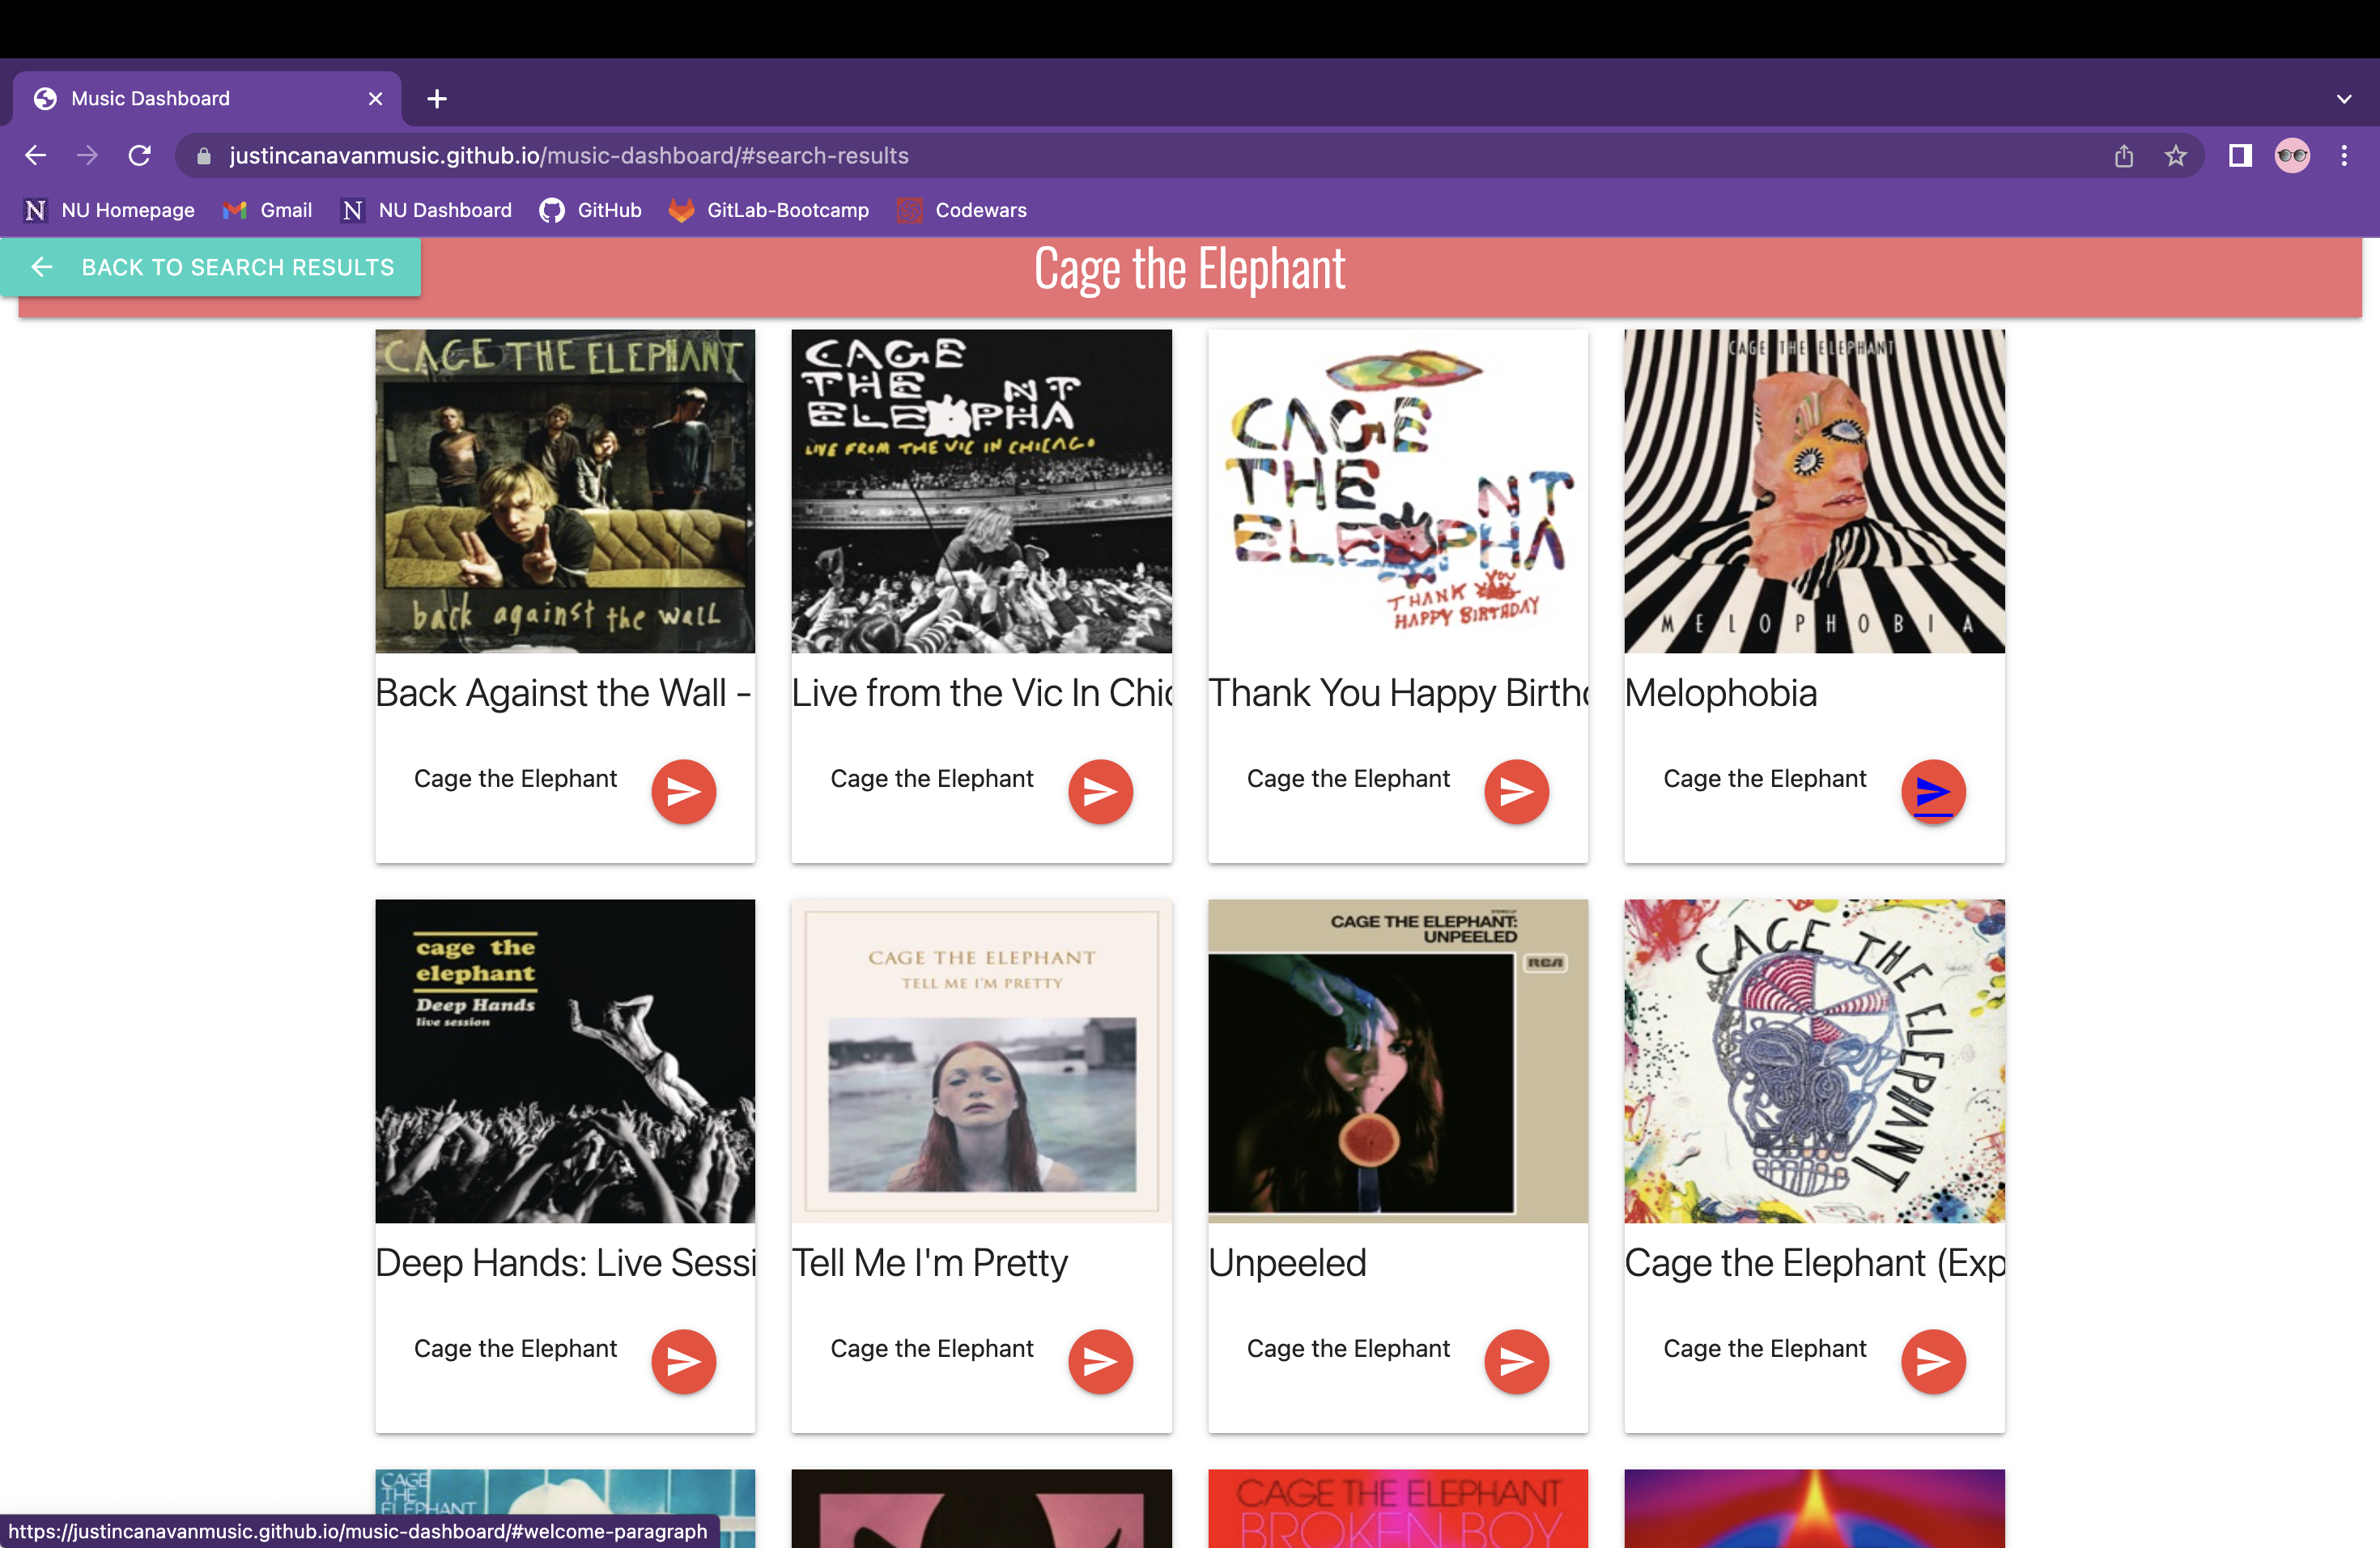 Music Dashboard
justincanavanmusic.github.io/music-dashboard/#search-results
NU Homepage
Gmail
NU Dashboard
GitHub
GitLab-Bootcamp
Codewars
BACK TO SEARCH RESULTS
Cage the Elephant
CAGE THE ELEPHANT
back against the wall
Back Against the Wall -
Cage the Elephant
CAGE
THE NT
ELEPHA
LIVE FROM THE VIC IN CHICAGO
Live from the Vic In Chic
Cage the Elephant
CAGE
THE NT
ELEPHA
THANK YOU
HAPPY BIRTHDAY
Thank You Happy Birthd
Cage the Elephant
CAGE THE ELEPHANT
MELOPHOBIA
Melophobia
Cage the Elephant
cage the
elephant
Deep Hands
live session
Deep Hands: Live Sessi
Cage the Elephant
CAGE THE ELEPHANT
TELL ME I'M PRETTY
Tell Me I'm Pretty
Cage the Elephant
CAGE THE ELEPHANT:
UNPEELED
RCA
Unpeeled
Cage the Elephant
CAGE THE ELEPHANT
Cage the Elephant (Exp
Cage the Elephant
CAGE
THE
ELEPHANT
CAGE THE ELEPHANT
BROKEN BOY
https://justincanavanmusic.github.io/music-dashboard/#welcome-paragraph